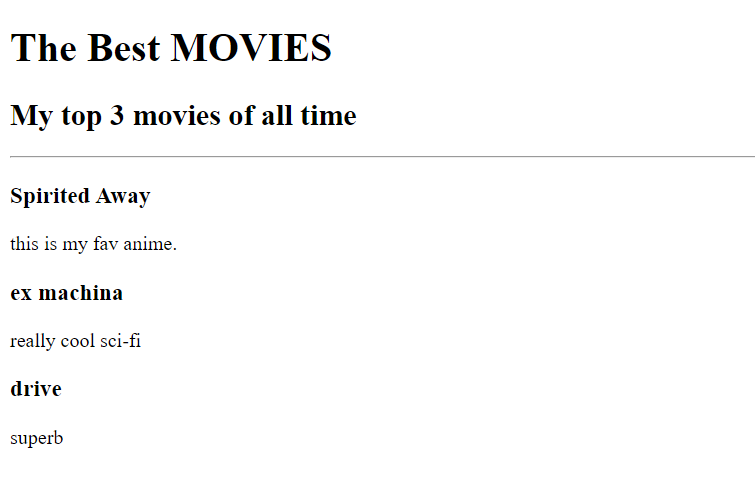 The Best MOVIES
My top 3 movies of all time
Spirited Away
this is my fav anime.
ex machina
really cool sci-fi
drive
superb